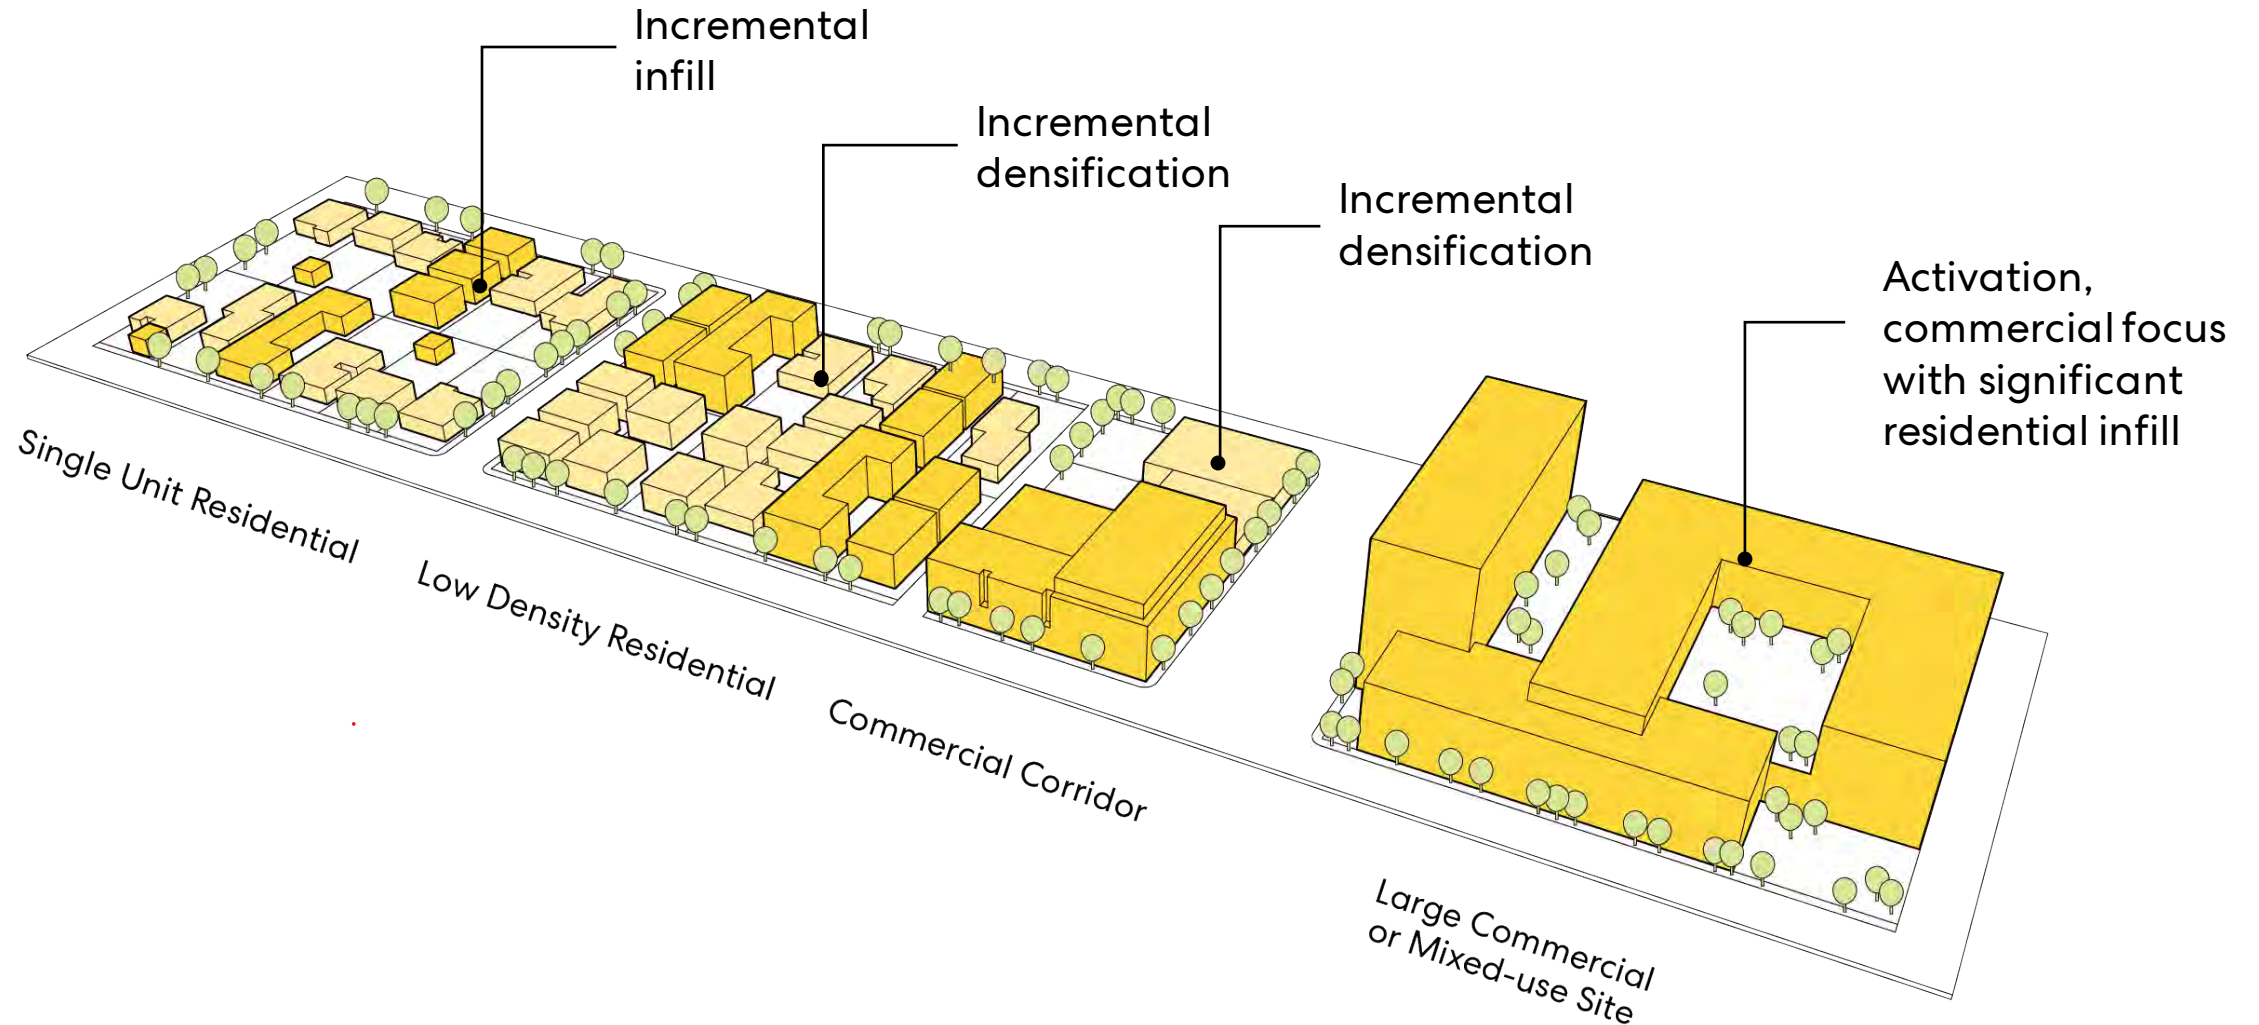 Incremental
infill
Incremental
densification
Incremental
densification
Activation,
commercial focus
with significant
residential infill
Single Unit Residential
Low Density Residential
Commercial Corridor
Large Commercial
or Mixed-use Site